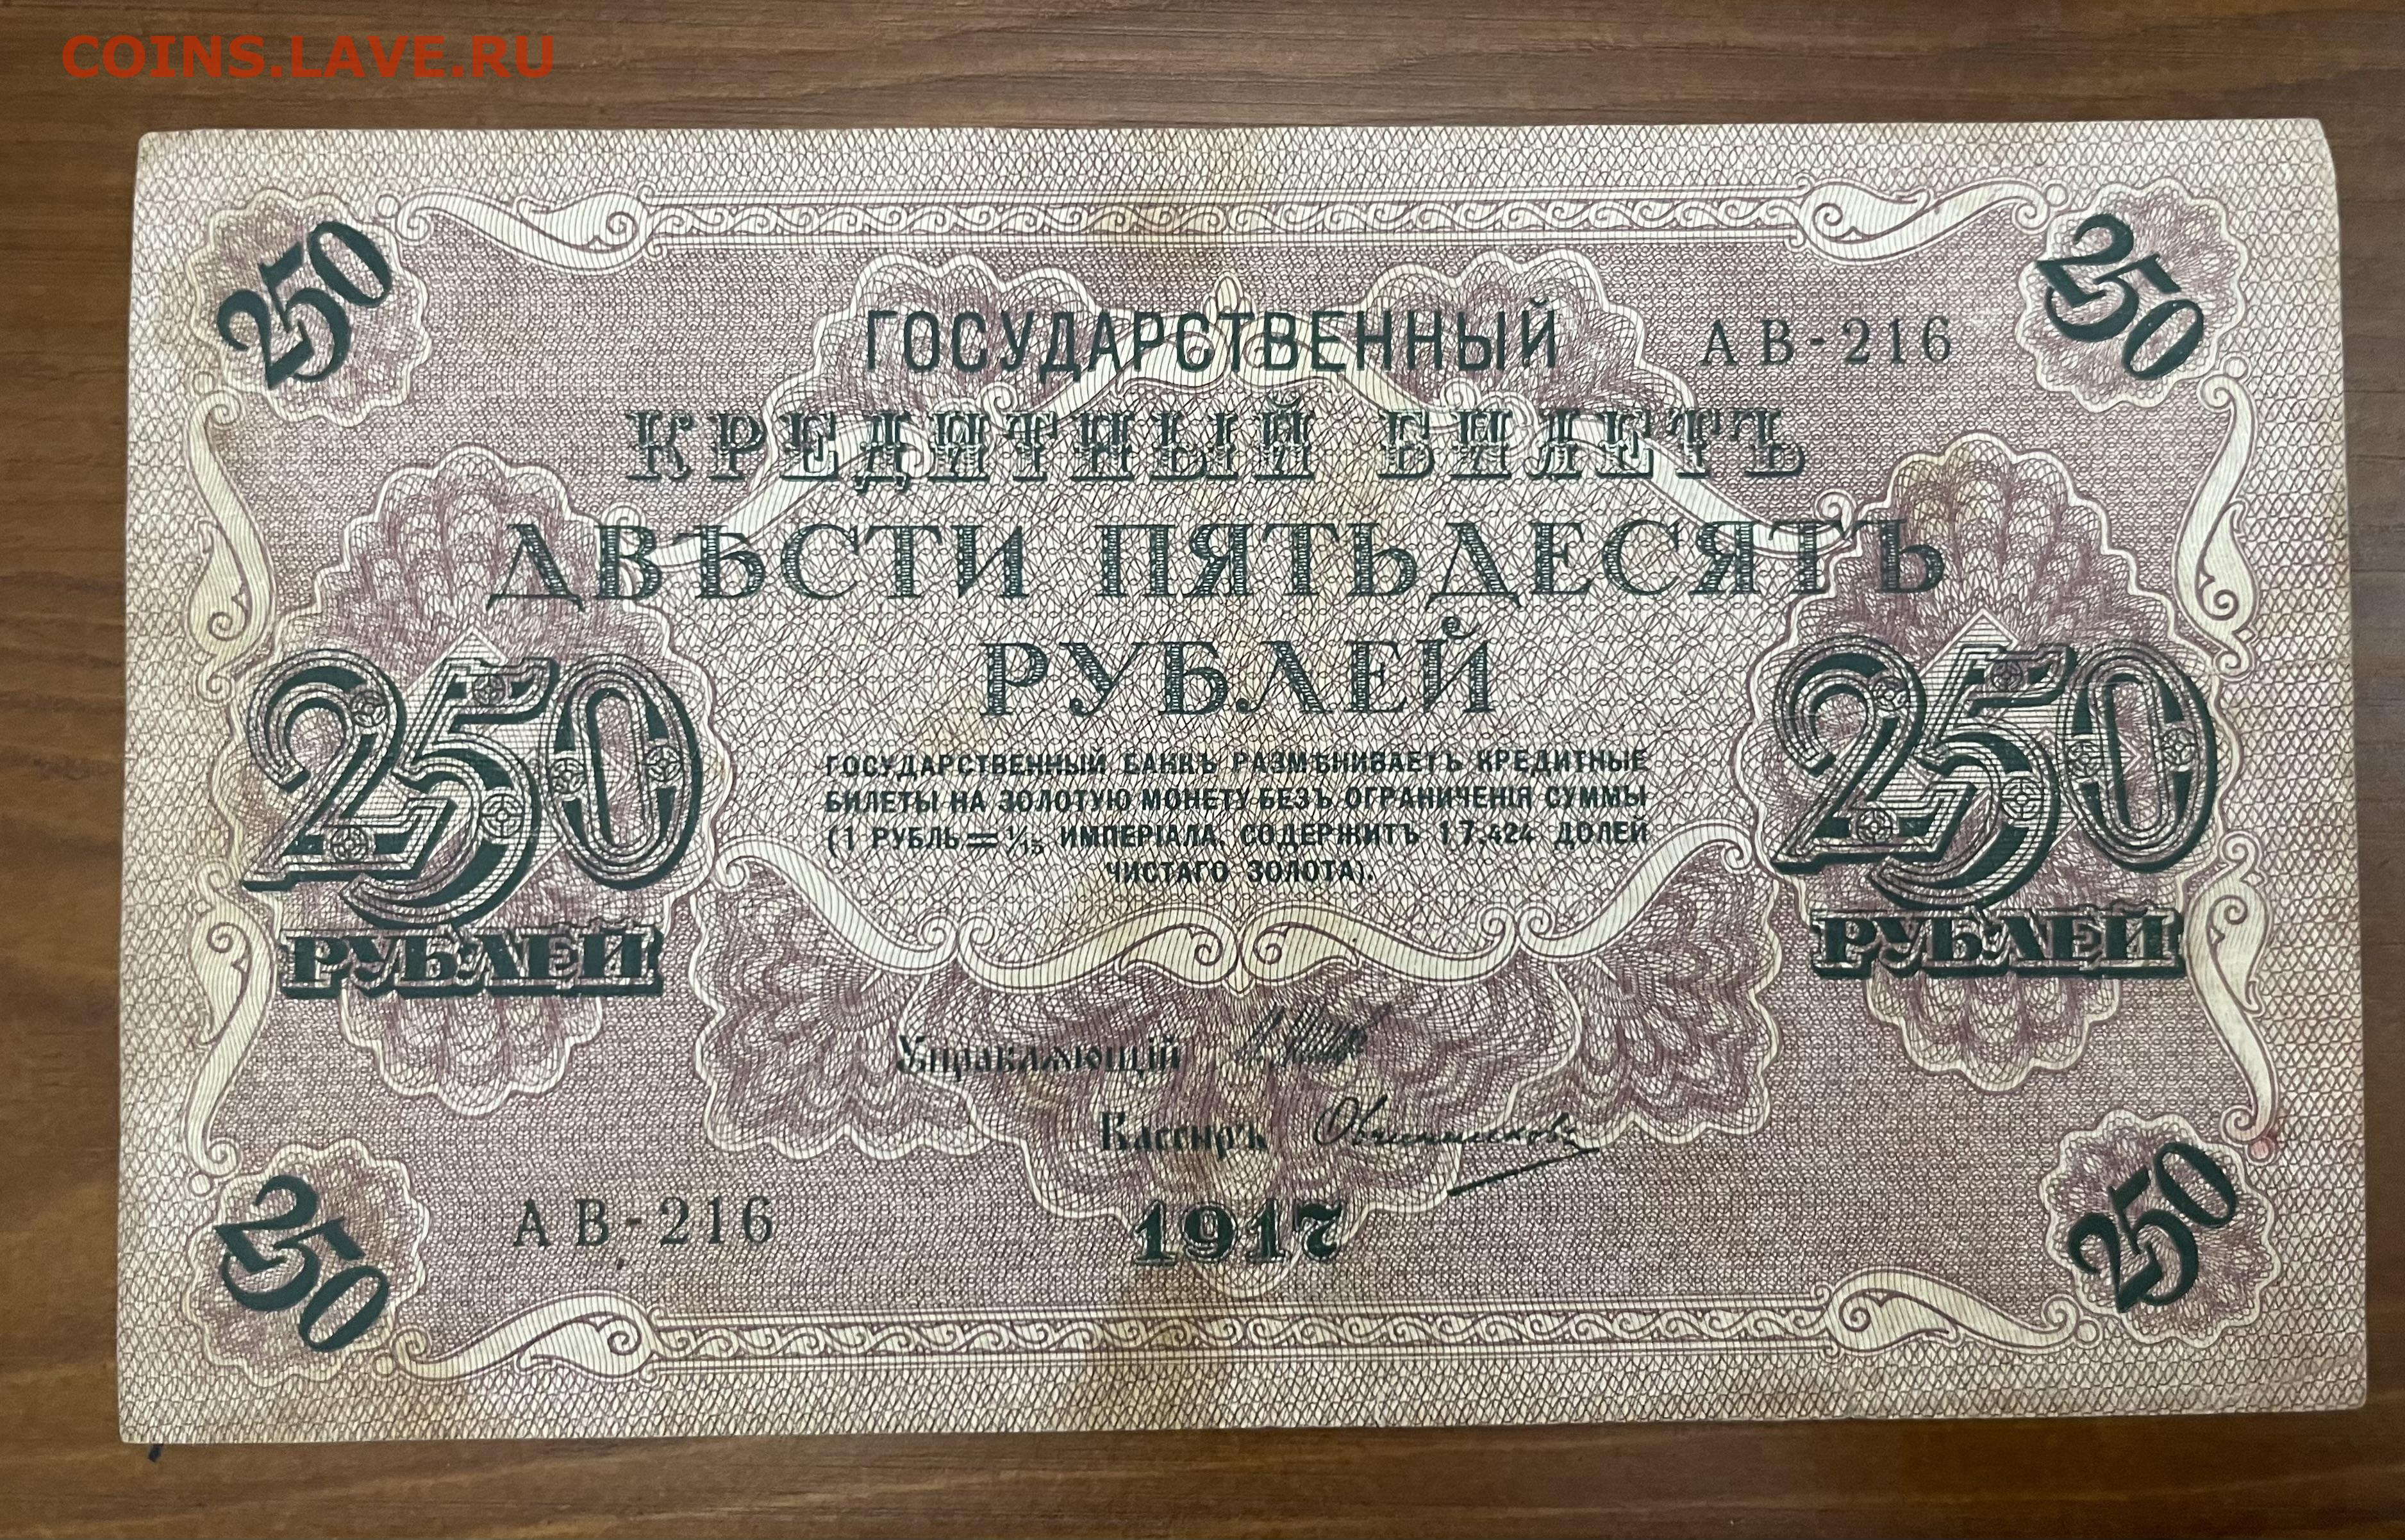 COINS.LAVE.RU
250
250
ГОСУДАРСТВЕННЫЙ
АВ-216
КРЕДИТНЫЙ БИЛЕТЪ
ДВѢСТИ ПЯТЬДЕСЯТЪ
РУБЛЕЙ
250
250
ГОСУДАРСТВЕННЫЙ БАНКЪ РАЗМѢНИВАЕТЪ КРЕДИТНЫЕ
БИЛЕТЫ НА ЗОЛОТУЮ МОНЕТУ БЕЗЪ ОГРАНИЧЕНІЯ СУММЫ
(1 РУБЛЬ = 1/15 ИМПЕРІАЛА, СОДЕРЖИТЪ 17,424 ДОЛЕЙ
ЧИСТАГО ЗОЛОТА).
РУБЛЕЙ
РУБЛЕЙ
Управляющій
Кассиръ Овчинниковъ
АВ-216
1917
250
250